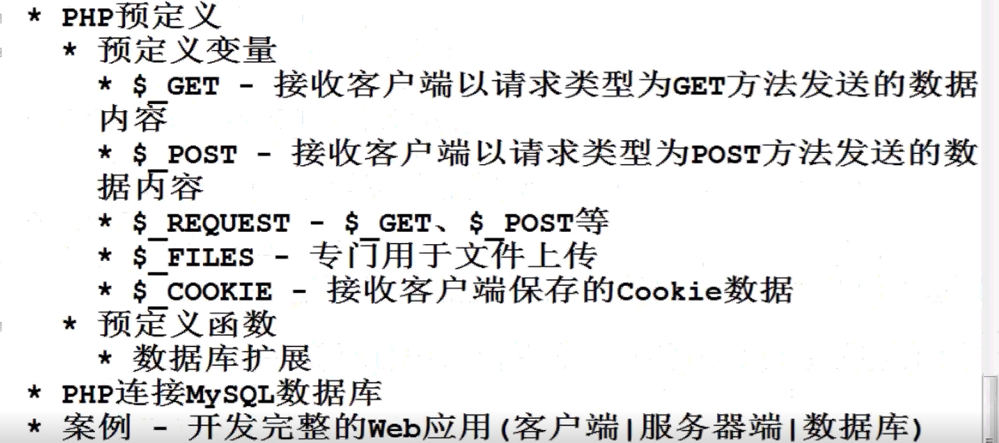 * PHP预定义
* 预定义变量
* $_GET - 接收客户端以请求类型为GET方法发送的数据
内容
* $_POST - 接收客户端以请求类型为POST方法发送的数
据内容
* $_REQUEST - $_GET、$_POST等
* $_FILES - 专门用于文件上传
* $_COOKIE - 接收客户端保存的Cookie数据
* 预定义函数
* 数据库扩展
* PHP连接MySQL数据库
* 案例 - 开发完整的Web应用(客户端|服务器端|数据库)